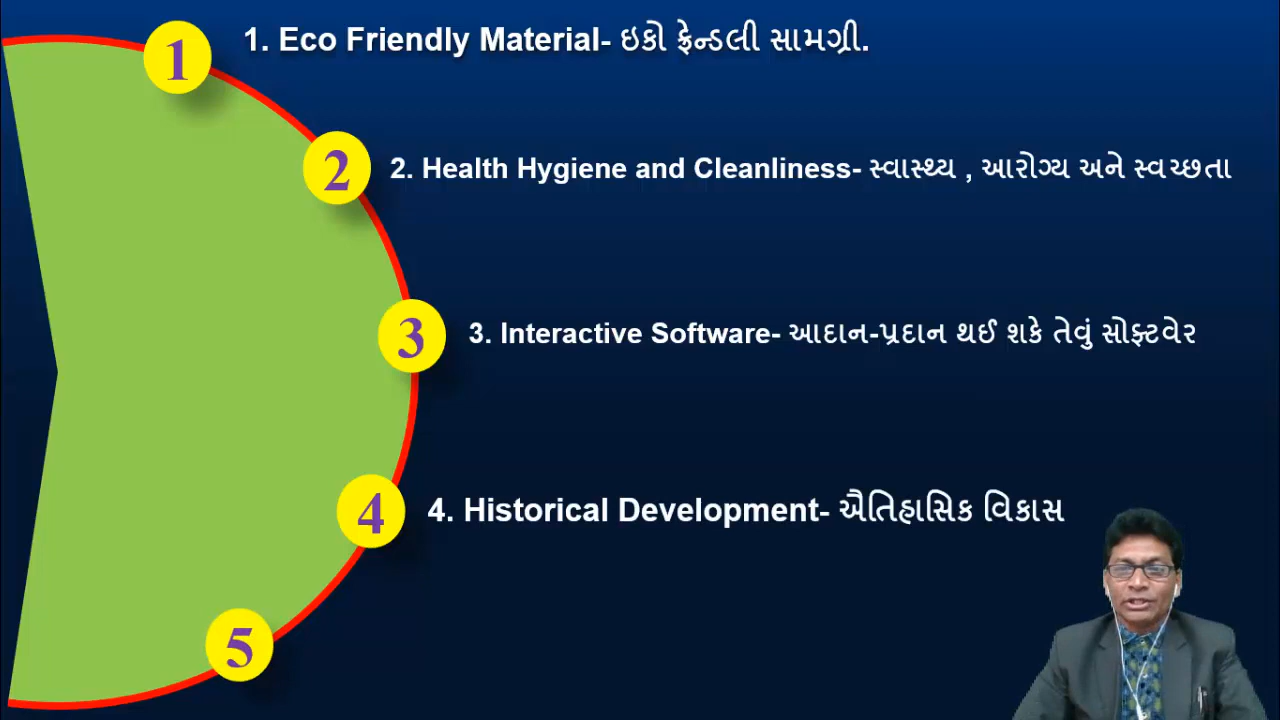 1
1. Eco Friendly Material- ઇકો ફ્રેન્ડલી સામગ્રી.
2
2. Health Hygiene and Cleanliness- સ્વાસ્થ્ય , આરોગ્ય અને સ્વચ્છતા
3
3. Interactive Software- આદાન-પ્રદાન થઈ શકે તેવું સોફ્ટવેર
4
4. Historical Development- ઐતિહાસિક વિકાસ
5